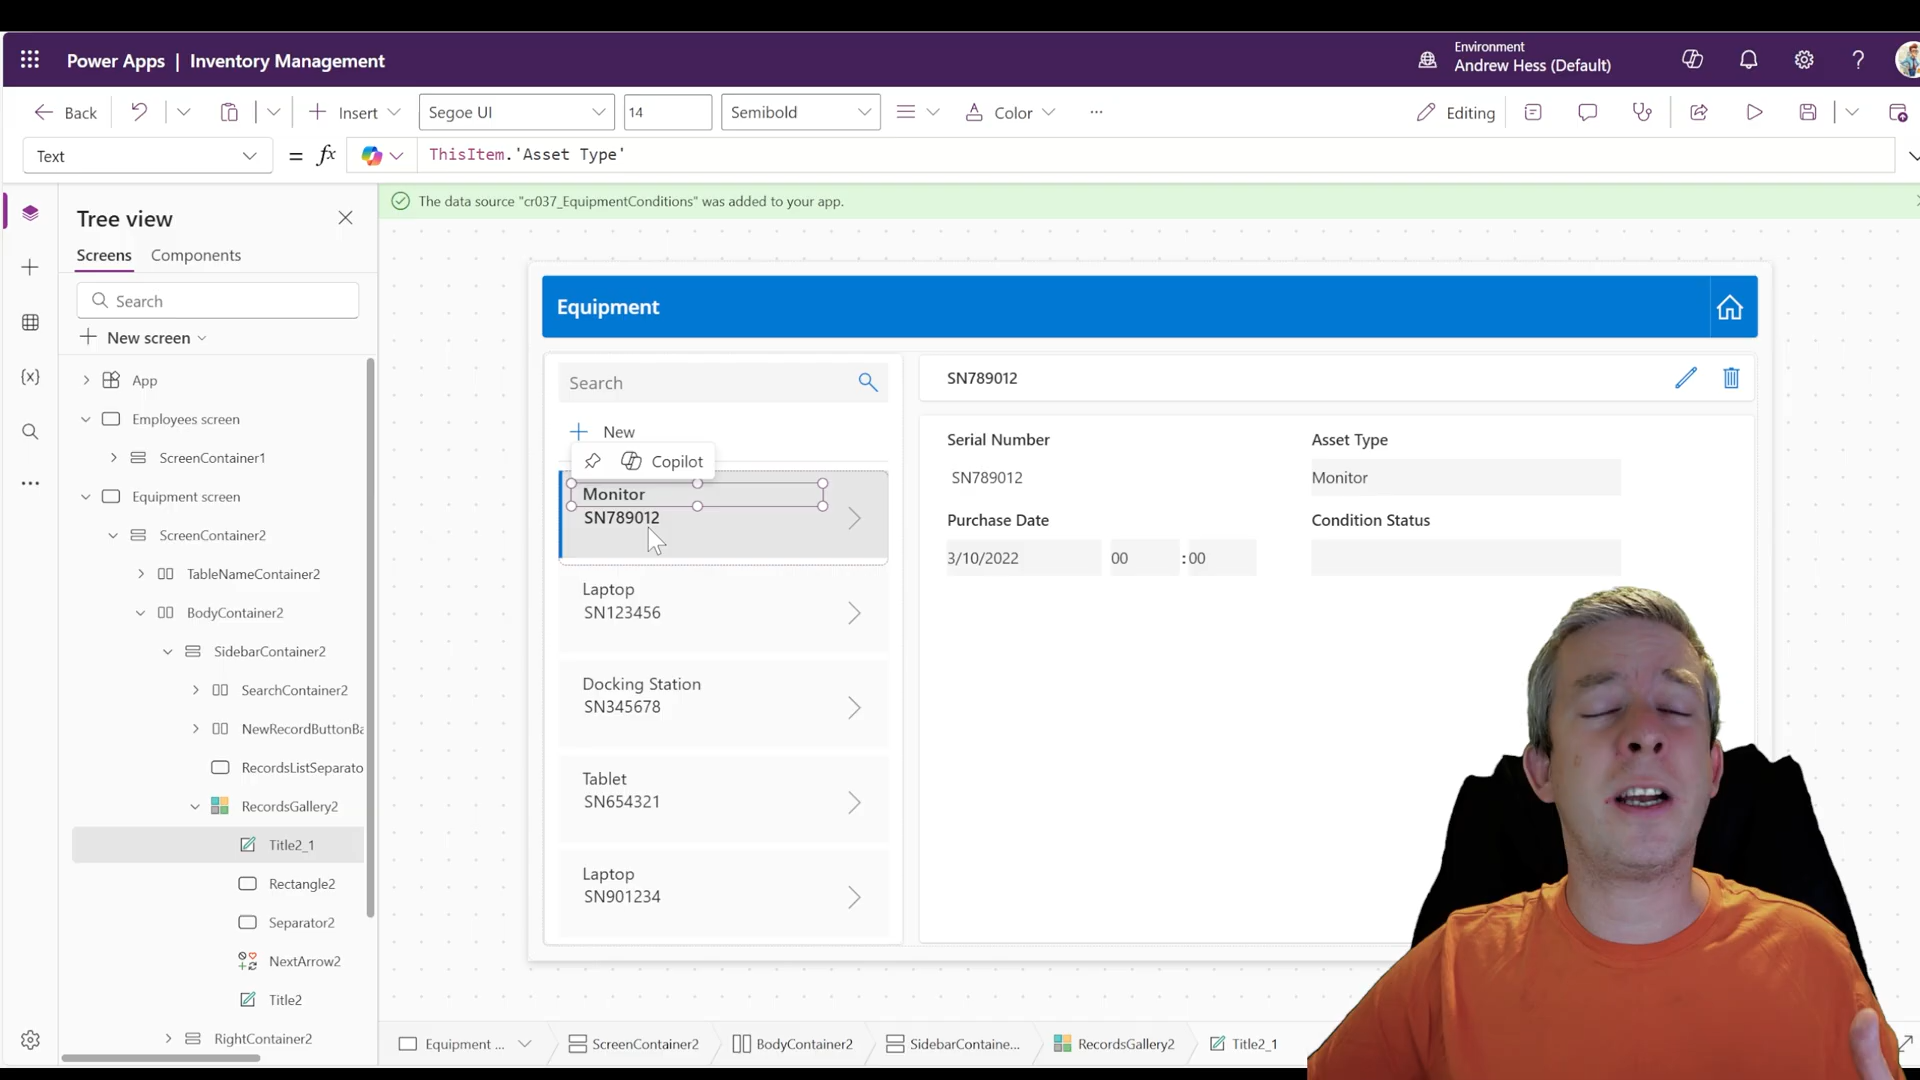 Power Apps | Inventory Management
Environment
Andrew Hess (Default)
Back
Insert
Segoe UI
14
Semibold
Color
Editing
Text
= fx
ThisItem.'Asset Type'
Tree view
Screens
Components
Search
New screen
App
Employees screen
ScreenContainer1
Equipment screen
ScreenContainer2
TableNameContainer2
BodyContainer2
SidebarContainer2
SearchContainer2
NewRecordButtonBa
RecordsListSeparato
RecordsGallery2
Title2_1
Rectangle2
Separator2
NextArrow2
Title2
RightContainer2
The data source "cr037_EquipmentConditions" was added to your app.
Equipment
Search
New
Copilot
Monitor
SN789012
Laptop
SN123456
Docking Station
SN345678
Tablet
SN654321
Laptop
SN901234
SN789012
Serial Number
SN789012
Asset Type
Monitor
Purchase Date
3/10/2022
00
:
00
Condition Status
Equipment ...
ScreenContainer2
BodyContainer2
SidebarContaine...
RecordsGallery2
Title2_1